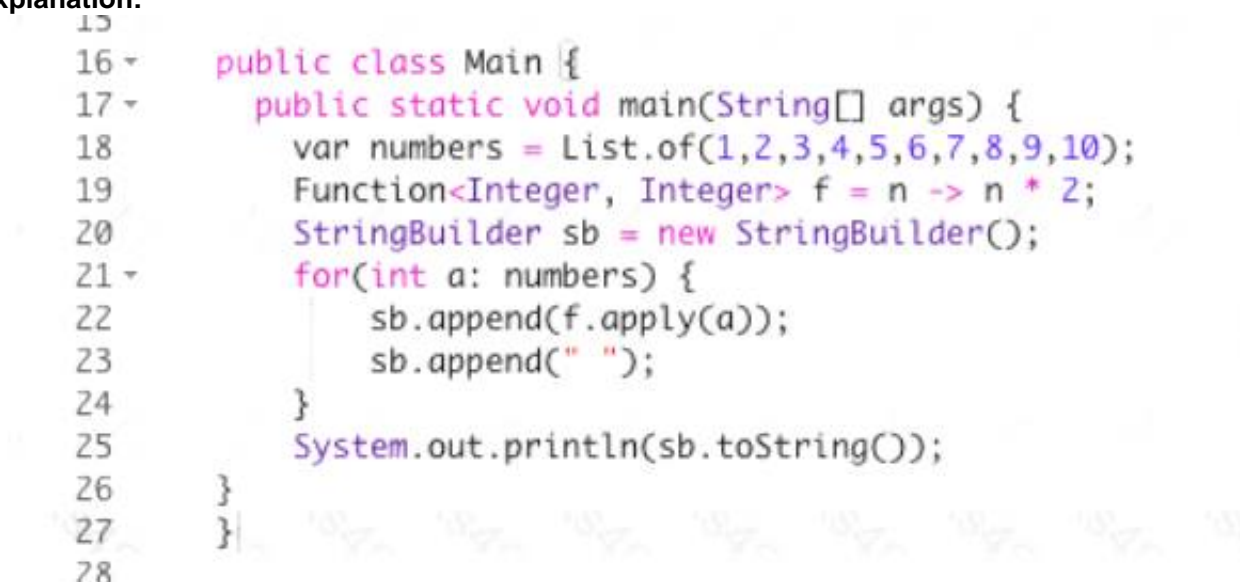 xplanation:
15
16 public class Main {
17 public static void main(String[] args) {
18 var numbers = List.of(1,2,3,4,5,6,7,8,9,10);
19 Function<Integer, Integer> f = n -> n * 2;
20 StringBuilder sb = new StringBuilder();
21 for(int a: numbers) {
22 sb.append(f.apply(a));
23 sb.append(" ");
24 }
25 System.out.println(sb.toString());
26 }
27 }
28